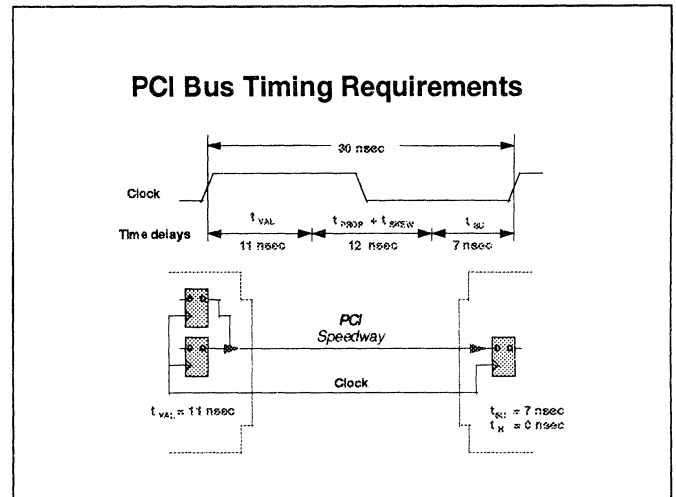 PCI Bus Timing Requirements
30 nsec
Clock
Time delays
t VAL
t PROP + t SKEW
t SU
11 nsec
12 nsec
7 nsec
PCI
Speedway
Clock
t VAL = 11 nsec
t SU = 7 nsec
t H = 0 nsec